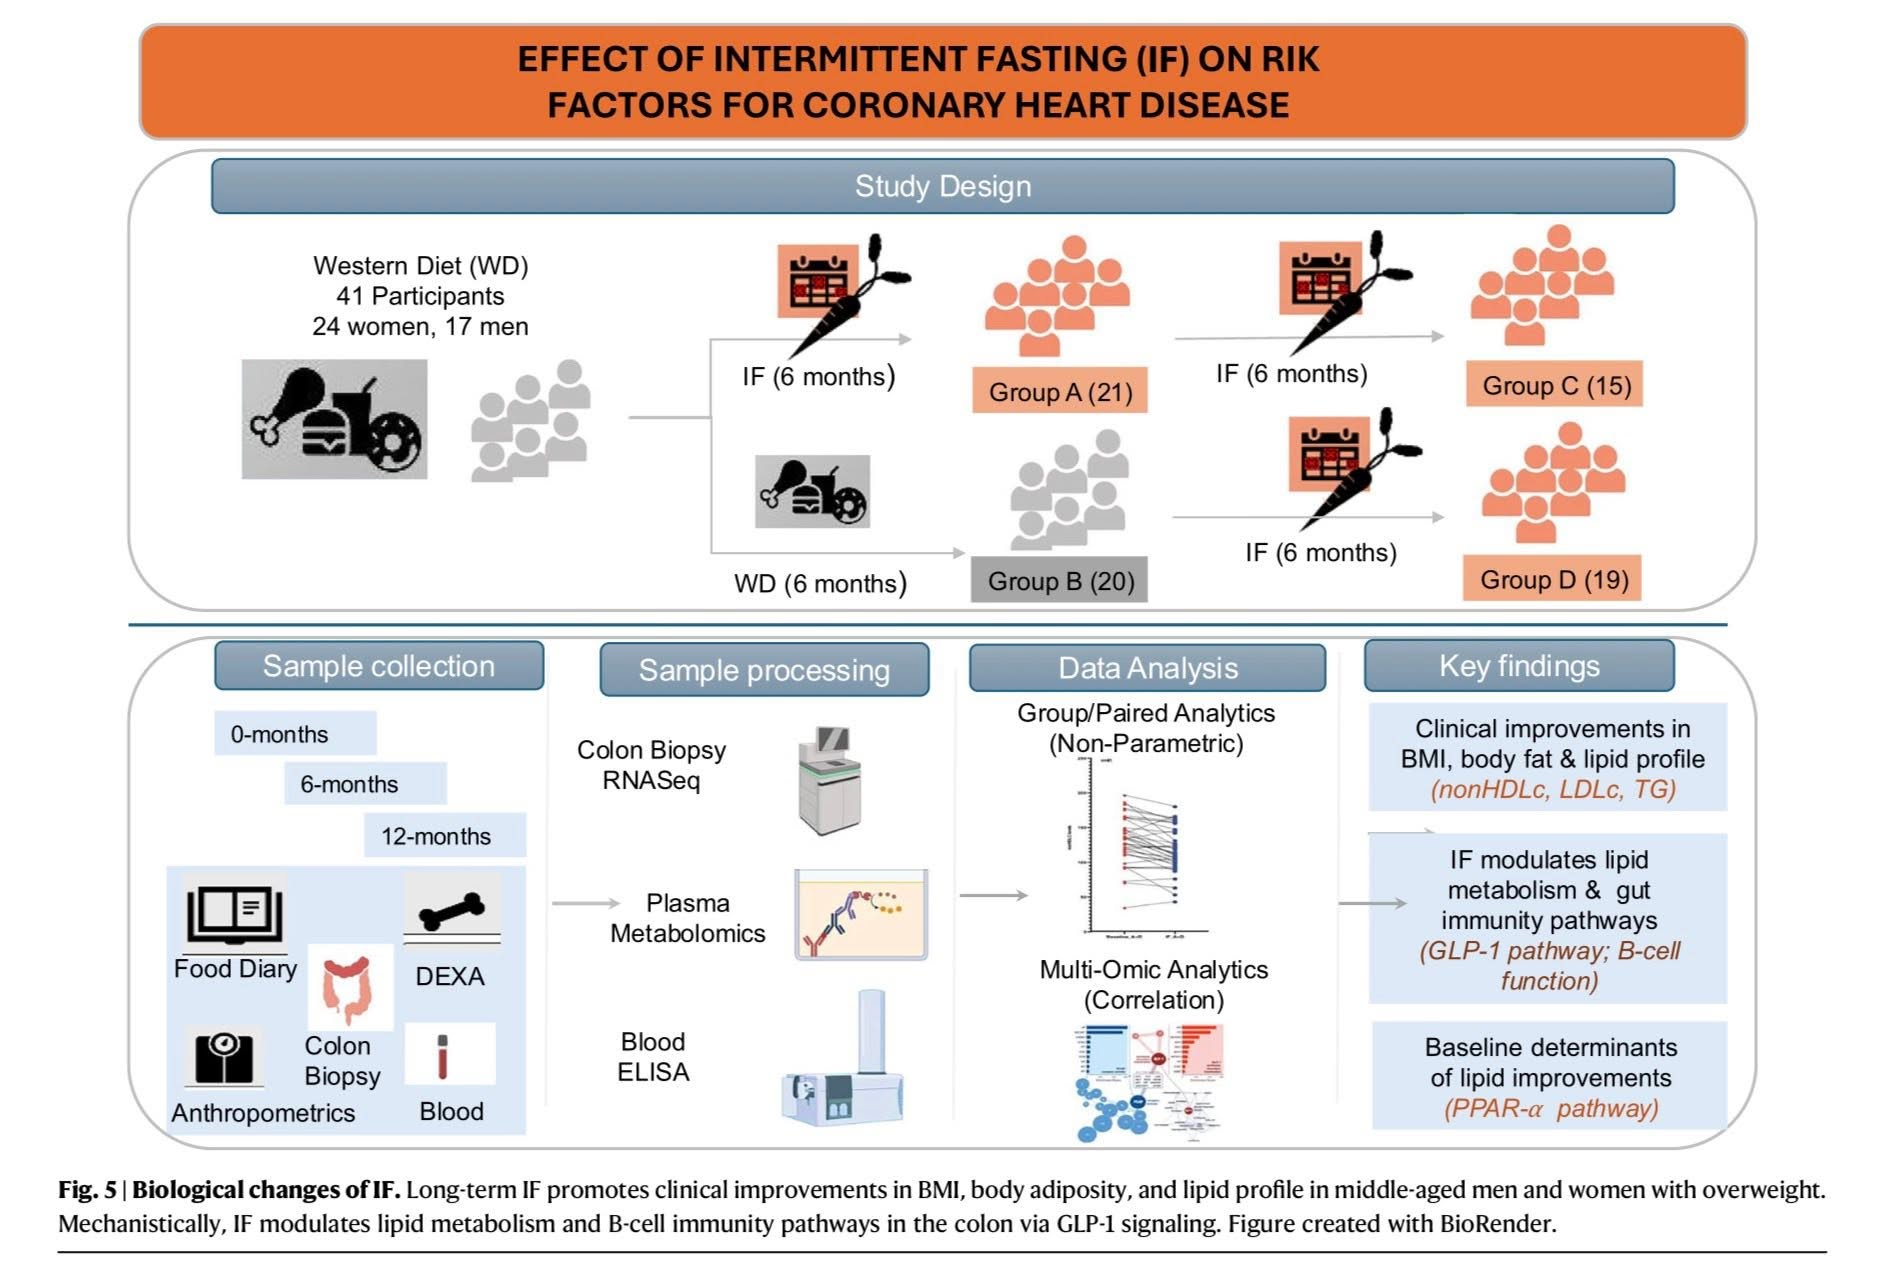 EFFECT OF INTERMITTENT FASTING (IF) ON RIK
FACTORS FOR CORONARY HEART DISEASE
Study Design
Western Diet (WD)
41 Participants
24 women, 17 men
IF (6 months)
Group A (21)
IF (6 months)
Group C (15)
WD (6 months)
Group B (20)
IF (6 months)
Group D (19)
Sample collection
0-months
6-months
12-months
Food Diary
DEXA
Colon
Biopsy
Anthropometrics
Blood
Sample processing
Colon Biopsy
RNASeq
Plasma
Metabolomics
Blood
ELISA
Data Analysis
Group/Paired Analytics
(Non-Parametric)
Multi-Omic Analytics
(Correlation)
Key findings
Clinical improvements in
BMI, body fat & lipid profile
(nonHDLc, LDLc, TG)
IF modulates lipid
metabolism & gut
immunity pathways
(GLP-1 pathway; B-cell
function)
Baseline determinants
of lipid improvements
(PPAR-α pathway)
Fig. 5 | Biological changes of IF. Long-term IF promotes clinical improvements in BMI, body adiposity, and lipid profile in middle-aged men and women with overweight.
Mechanistically, IF modulates lipid metabolism and B-cell immunity pathways in the colon via GLP-1 signaling. Figure created with BioRender.